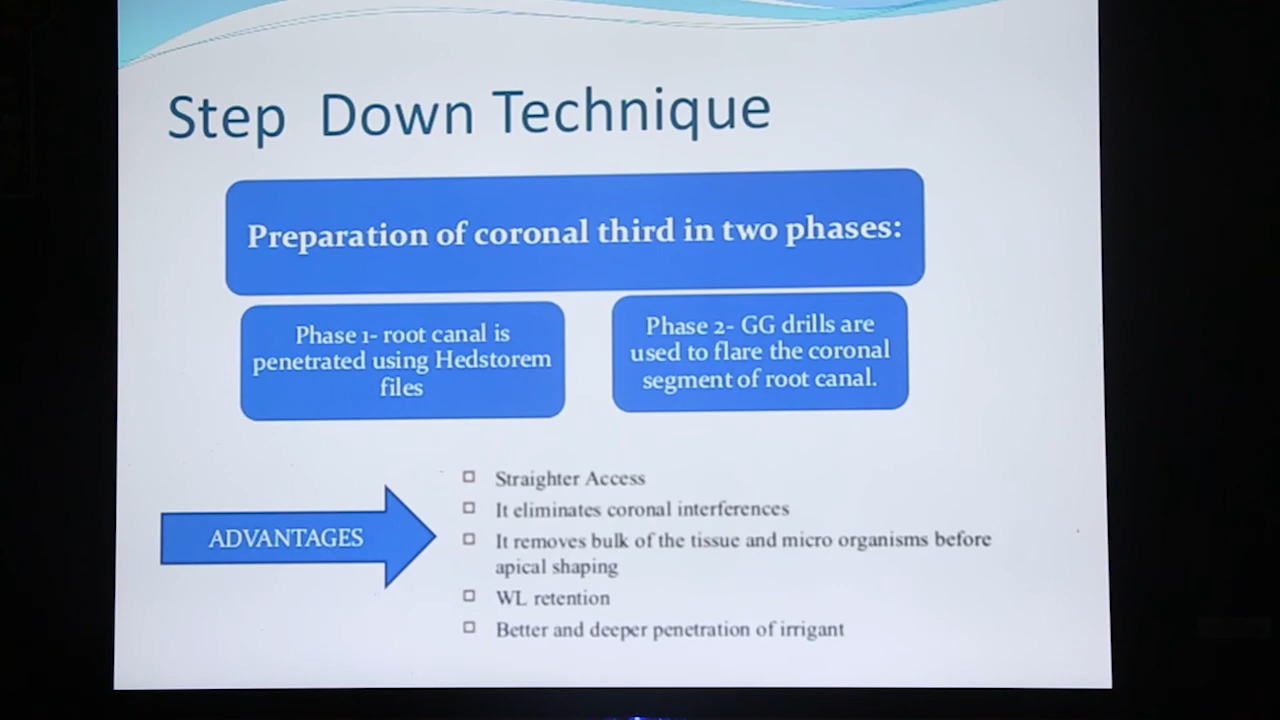 Step Down Technique
Preparation of coronal third in two phases:
Phase 1- root canal is
penetrated using Hedstorem
files
Phase 2- GG drills are
used to flare the coronal
segment of root canal.
ADVANTAGES
Straighter Access
It eliminates coronal interferences
It removes bulk of the tissue and micro organisms before
apical shaping
WL retention
Better and deeper penetration of irrigant